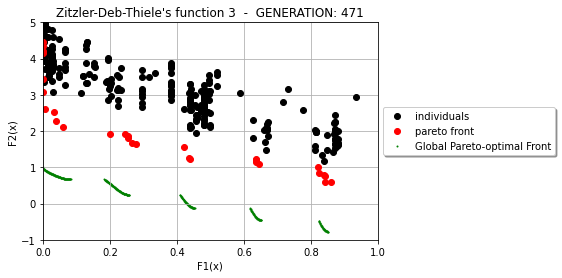 Zitzler-Deb-Thiele's function 3 - GENERATION: 471
5
4
3
2
1
0
-1
F2(x)
individuals
pareto front
Global Pareto-optimal Front
0.0 0.2 0.4 0.6 0.8 1.0
F1(x)